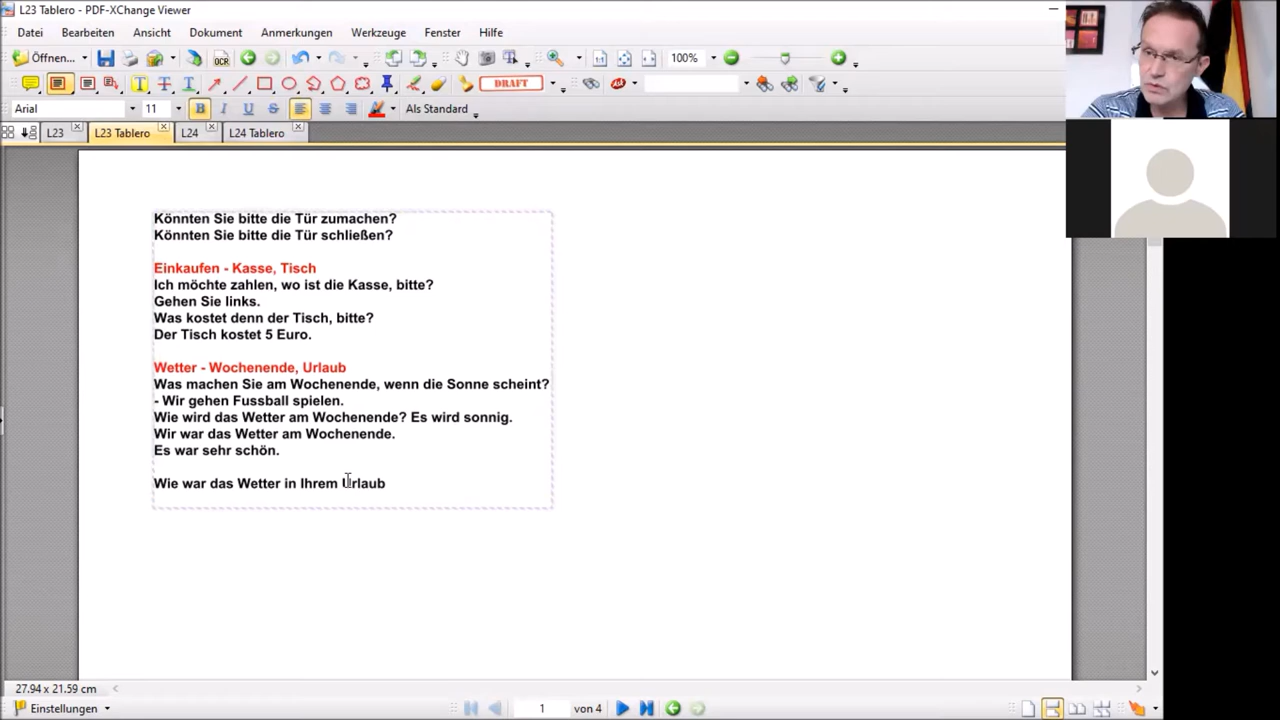 L23 Tablero - PDF-XChange Viewer
Datei Bearbeiten Ansicht Dokument Anmerkungen Werkzeuge Fenster Hilfe
Öffnen... OCR 100%
DRAFT
Arial 11 B I U S Als Standard
L23 L23 Tablero L24 L24 Tablero
Könnten Sie bitte die Tür zumachen?
Könnten Sie bitte die Tür schließen?
Einkaufen - Kasse, Tisch
Ich möchte zahlen, wo ist die Kasse, bitte?
Gehen Sie links.
Was kostet denn der Tisch, bitte?
Der Tisch kostet 5 Euro.
Wetter - Wochenende, Urlaub
Was machen Sie am Wochenende, wenn die Sonne scheint?
- Wir gehen Fussball spielen.
Wie wird das Wetter am Wochenende? Es wird sonnig.
Wir war das Wetter am Wochenende.
Es war sehr schön.
Wie war das Wetter in Ihrem Urlaub
27.94 x 21.59 cm
Einstellungen 1 von 4